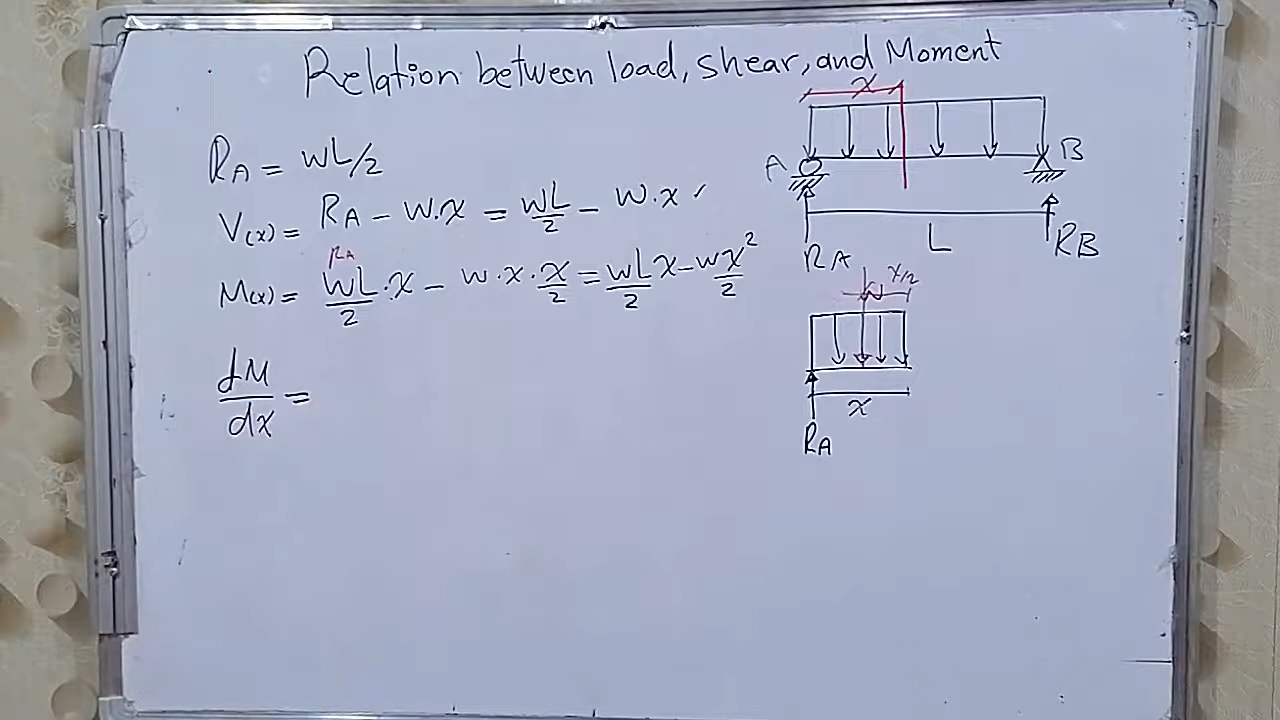 Relation between load, shear, and Moment
x
RA = wL/2
A
B
V(x) = RA - w.x = wL/2 - w.x
L
RA
RB
RA
M(x) = wL/2 . x - w.x.x/2 = wL/2 x - wx²/2
x/2
dM/dx =
x
RA